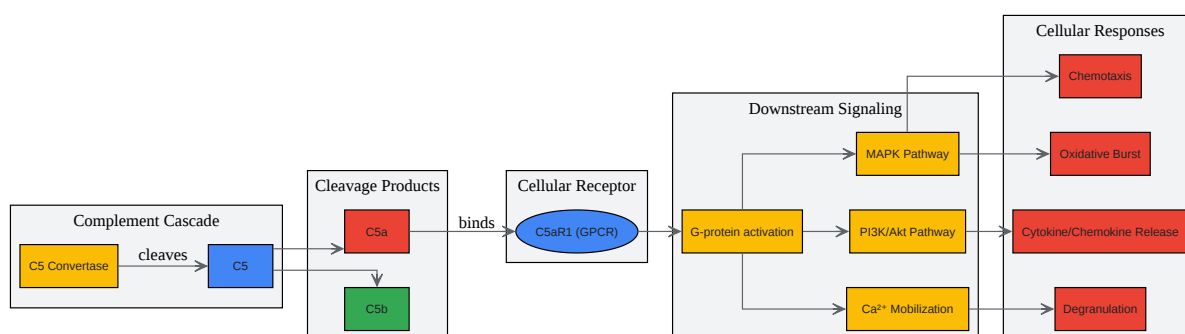 Complement Cascade
C5 Convertase
cleaves
C5
Cleavage Products
C5a
C5b
binds
Cellular Receptor
C5aR1 (GPCR)
Downstream Signaling
G-protein activation
MAPK Pathway
PI3K/Akt Pathway
Ca²⁺ Mobilization
Cellular Responses
Chemotaxis
Oxidative Burst
Cytokine/Chemokine Release
Degranulation